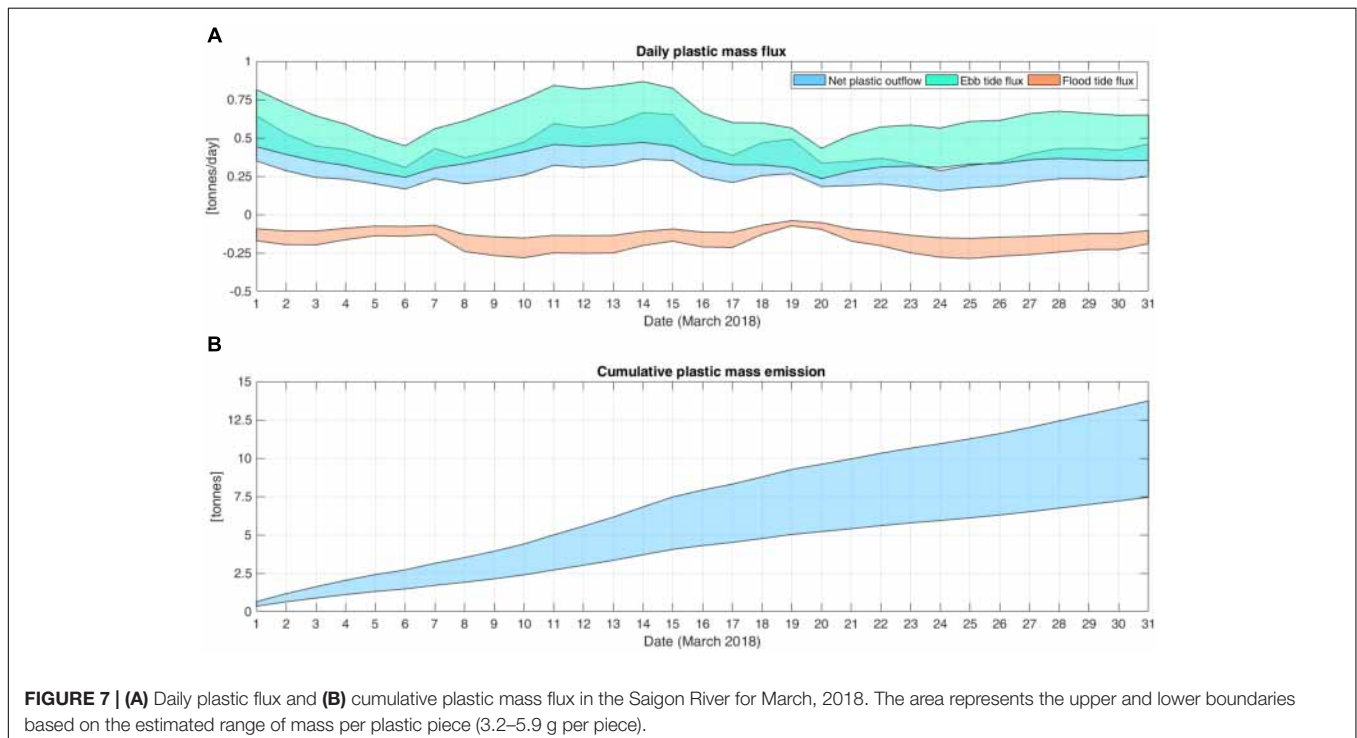 A
Daily plastic mass flux
Net plastic outflow Ebb tide flux Flood tide flux
1
0.75
0.5
0.25
0
-0.25
-0.5
[tonnes/day]
1 2 3 4 5 6 7 8 9 10 11 12 13 14 15 16 17 18 19 20 21 22 23 24 25 26 27 28 29 30 31
Date (March 2018)
B
Cumulative plastic mass emission
15
12.5
10
7.5
5
2.5
0
[tonnes]
1 2 3 4 5 6 7 8 9 10 11 12 13 14 15 16 17 18 19 20 21 22 23 24 25 26 27 28 29 30 31
Date (March 2018)
FIGURE 7 | (A) Daily plastic flux and (B) cumulative plastic mass flux in the Saigon River for March, 2018. The area represents the upper and lower boundaries
based on the estimated range of mass per plastic piece (3.2–5.9 g per piece).